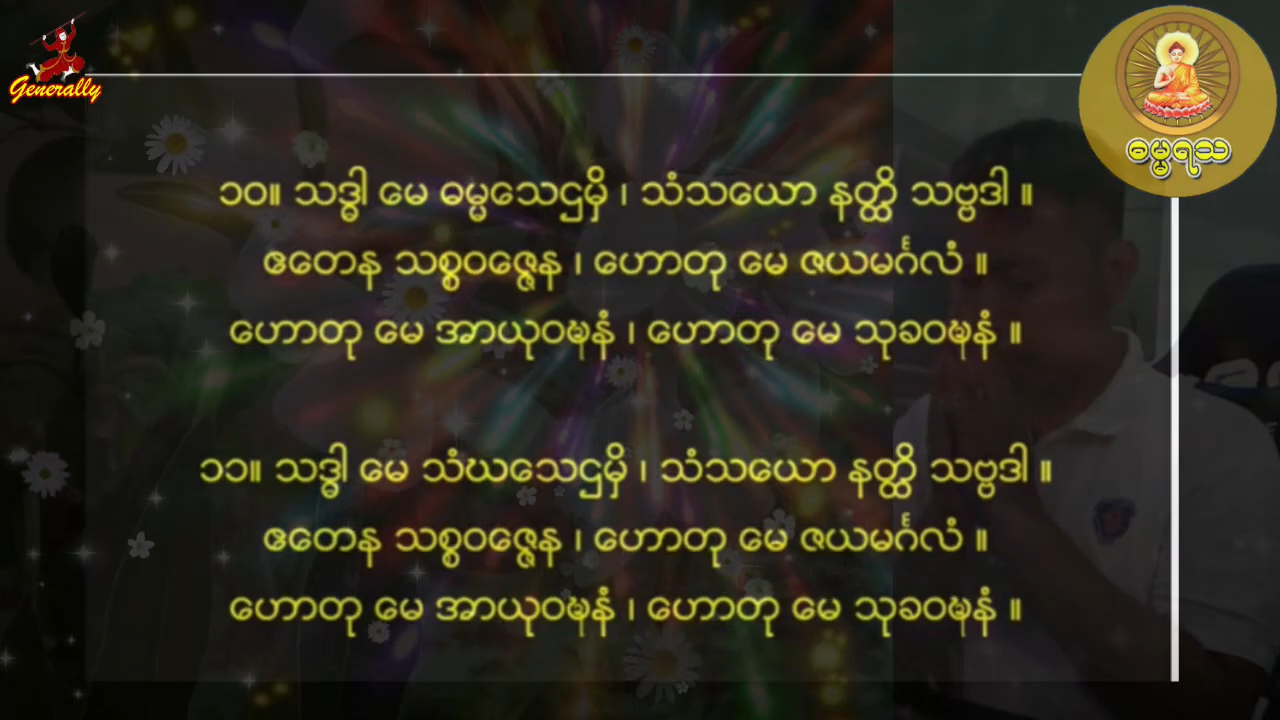 Generally
ဓမ္မရသ
၁၀။ သဒ္ဓါ မေ ဓမ္မသေဌမှိ ၊ သံသယော နတ္ထိ သဗ္ဗဒါ ။
ဧတေန သစ္စဝဇ္ဇေန ၊ ဟောတု မေ ဇယမင်္ဂလံ ။
ဟောတု မေ အာယုဝဍ္ဎနံ ၊ ဟောတု မေ သုခဝဍ္ဎနံ ။
၁၁။ သဒ္ဓါ မေ သံဃသေဌမှိ ၊ သံသယော နတ္ထိ သဗ္ဗဒါ ။
ဧတေန သစ္စဝဇ္ဇေန ၊ ဟောတု မေ ဇယမင်္ဂလံ ။
ဟောတု မေ အာယုဝဍ္ဎနံ ၊ ဟောတု မေ သုခဝဍ္ဎနံ ။